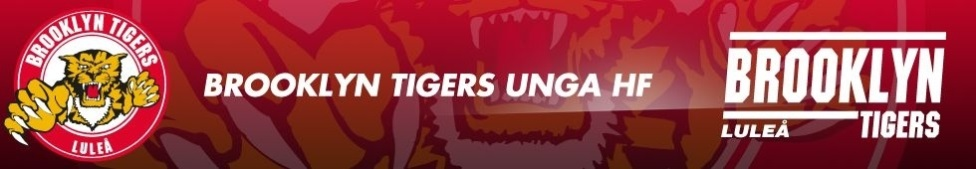 BROOKLYN TIGERS
LULEÅ
BROOKLYN TIGERS UNGA HF
BROOKLYN
LULEÅ TIGERS